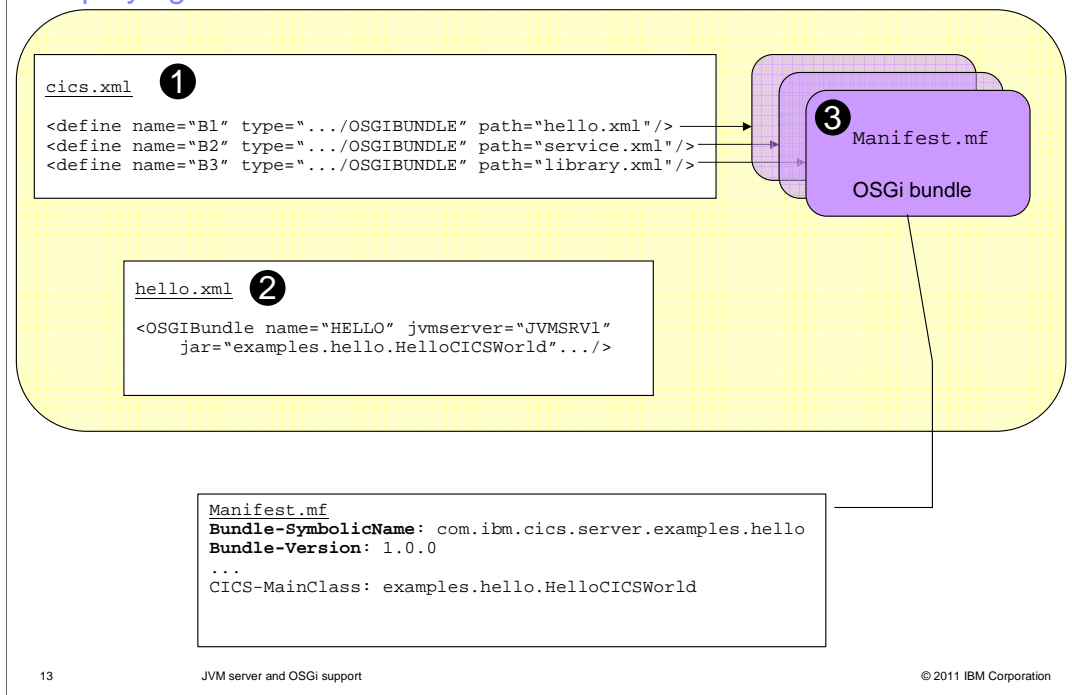 cics.xml 1
<define name="B1" type=".../OSGIBUNDLE" path="hello.xml"/>
<define name="B2" type=".../OSGIBUNDLE" path="service.xml"/>
<define name="B3" type=".../OSGIBUNDLE" path="library.xml"/>
3
Manifest.mf
OSGi bundle
hello.xml 2
<OSGIBundle name="HELLO" jvmserver="JVMSRV1"
jar="examples.hello.HelloCICSWorld".../>
Manifest.mf
Bundle-SymbolicName: com.ibm.cics.server.examples.hello
Bundle-Version: 1.0.0
...
CICS-MainClass: examples.hello.HelloCICSWorld
13 JVM server and OSGi support © 2011 IBM Corporation